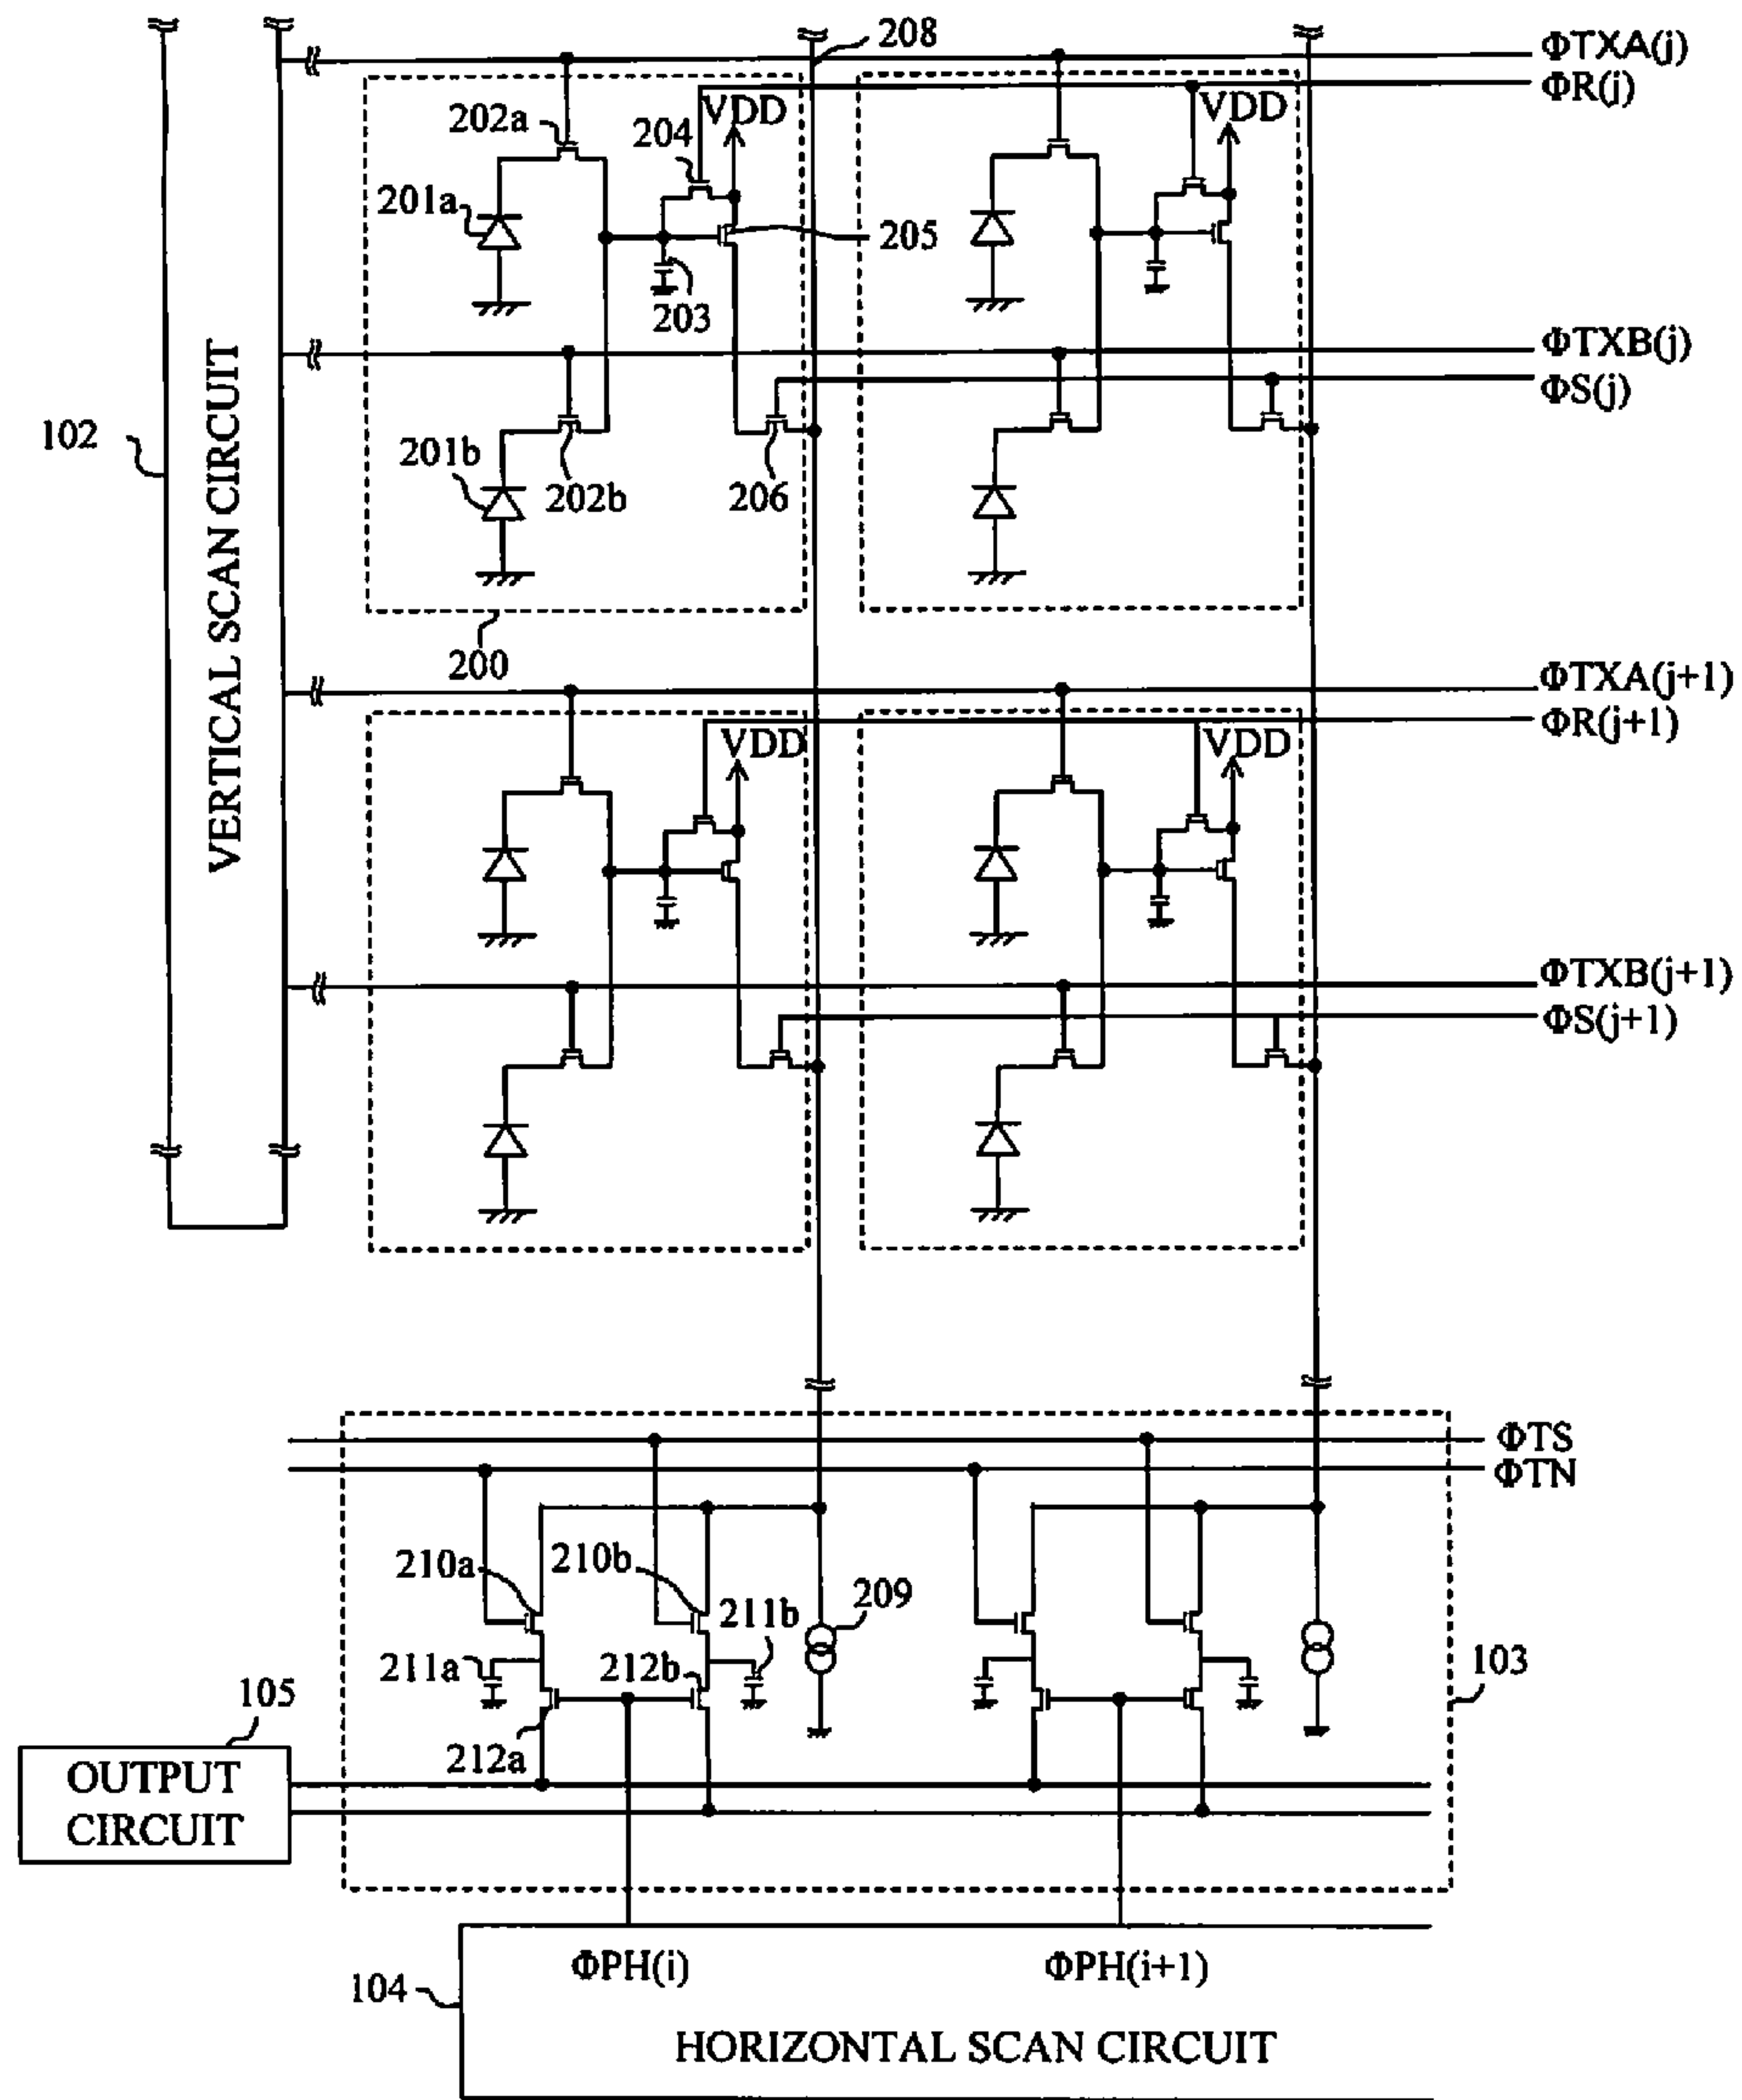 208
ΦTXA(j)
ΦR(j)
202a
204
VDD
VDD
201a
205
203
ΦTXB(j)
ΦS(j)
102
VERTICAL SCAN CIRCUIT
201b
202b
206
200
ΦTXA(j+1)
ΦR(j+1)
VDD
VDD
ΦTXB(j+1)
ΦS(j+1)
ΦTS
ΦTN
210a
210b
211b
209
211a
212b
103
105
212a
OUTPUT
CIRCUIT
ΦPH(i)
ΦPH(i+1)
104
HORIZONTAL SCAN CIRCUIT